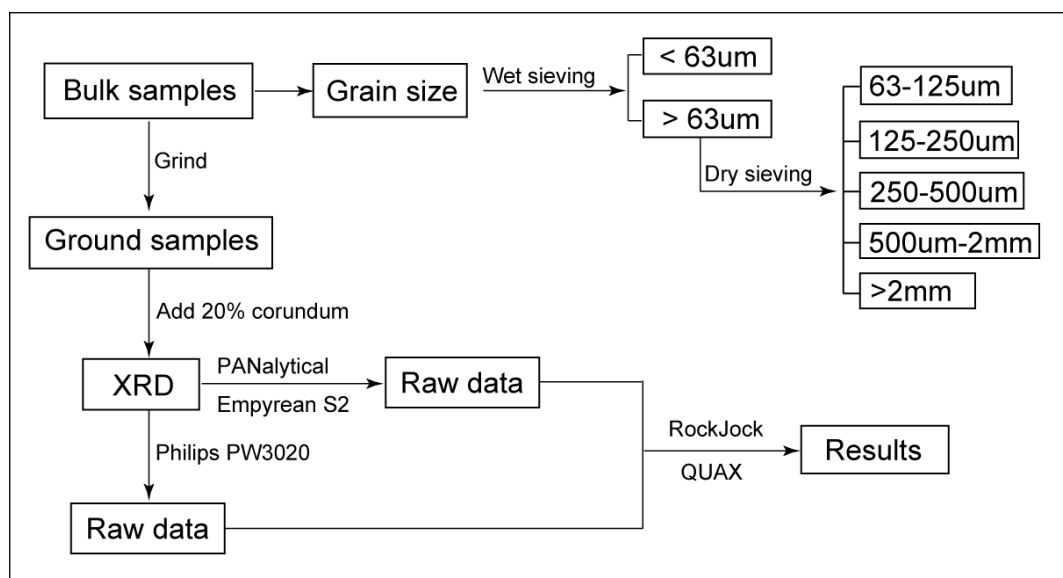 Bulk samples
Grain size
Wet sieving
< 63um
> 63um
Dry sieving
63-125um
125-250um
250-500um
500um-2mm
>2mm
Grind
Ground samples
Add 20% corundum
XRD
PANalytical
Empyrean S2
Raw data
Philips PW3020
Raw data
RockJock
QUAX
Results